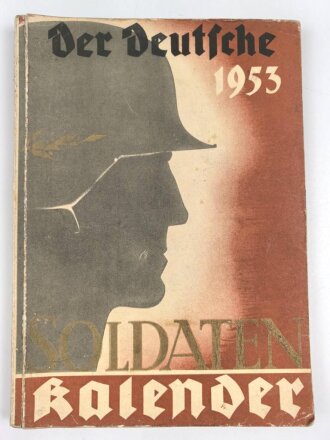 Der Deutsche
1953
SOLDATEN
Kalender